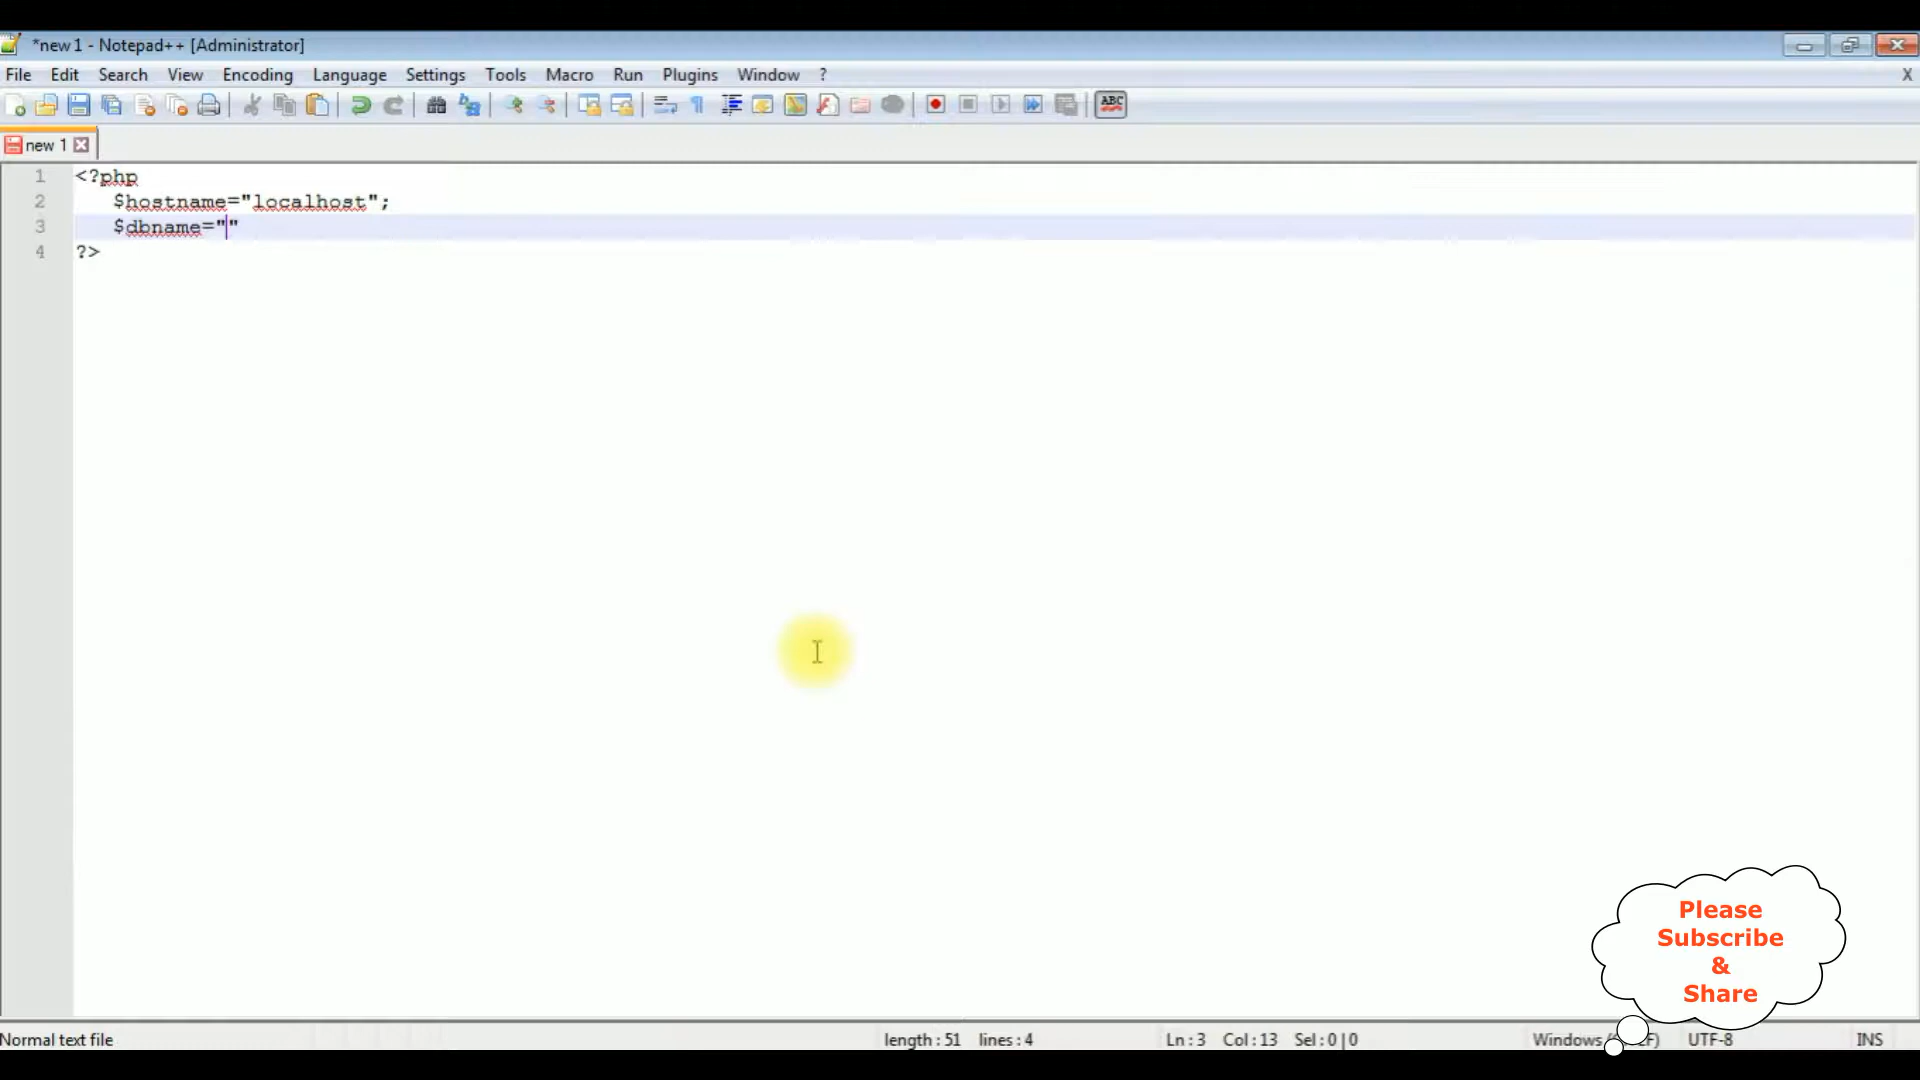 *new 1 - Notepad++ [Administrator]
File Edit Search View Encoding Language Settings Tools Macro Run Plugins Window ? X
ABC
new 1
1 <?php
2 $hostname="localhost";
3 $dbname=""
4 ?>
Please
Subscribe
&
Share
Normal text file length : 51 lines : 4 Ln : 3 Col : 13 Sel : 0 | 0 Windows UTF-8 INS